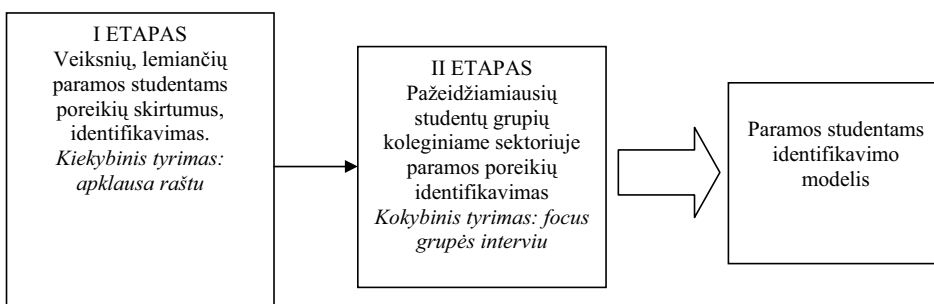 I ETAPAS
Veiksnių, lemiančių
paramos studentams
poreikių skirtumus,
identifikavimas.
Kiekybinis tyrimas:
apklausa raštu
II ETAPAS
Pažeidžiamiausių
studentų grupių
koleginiame sektoriuje
paramos poreikių
identifikavimas
Kokybinis tyrimas: focus
grupės interviu
Paramos studentams
identifikavimo
modelis